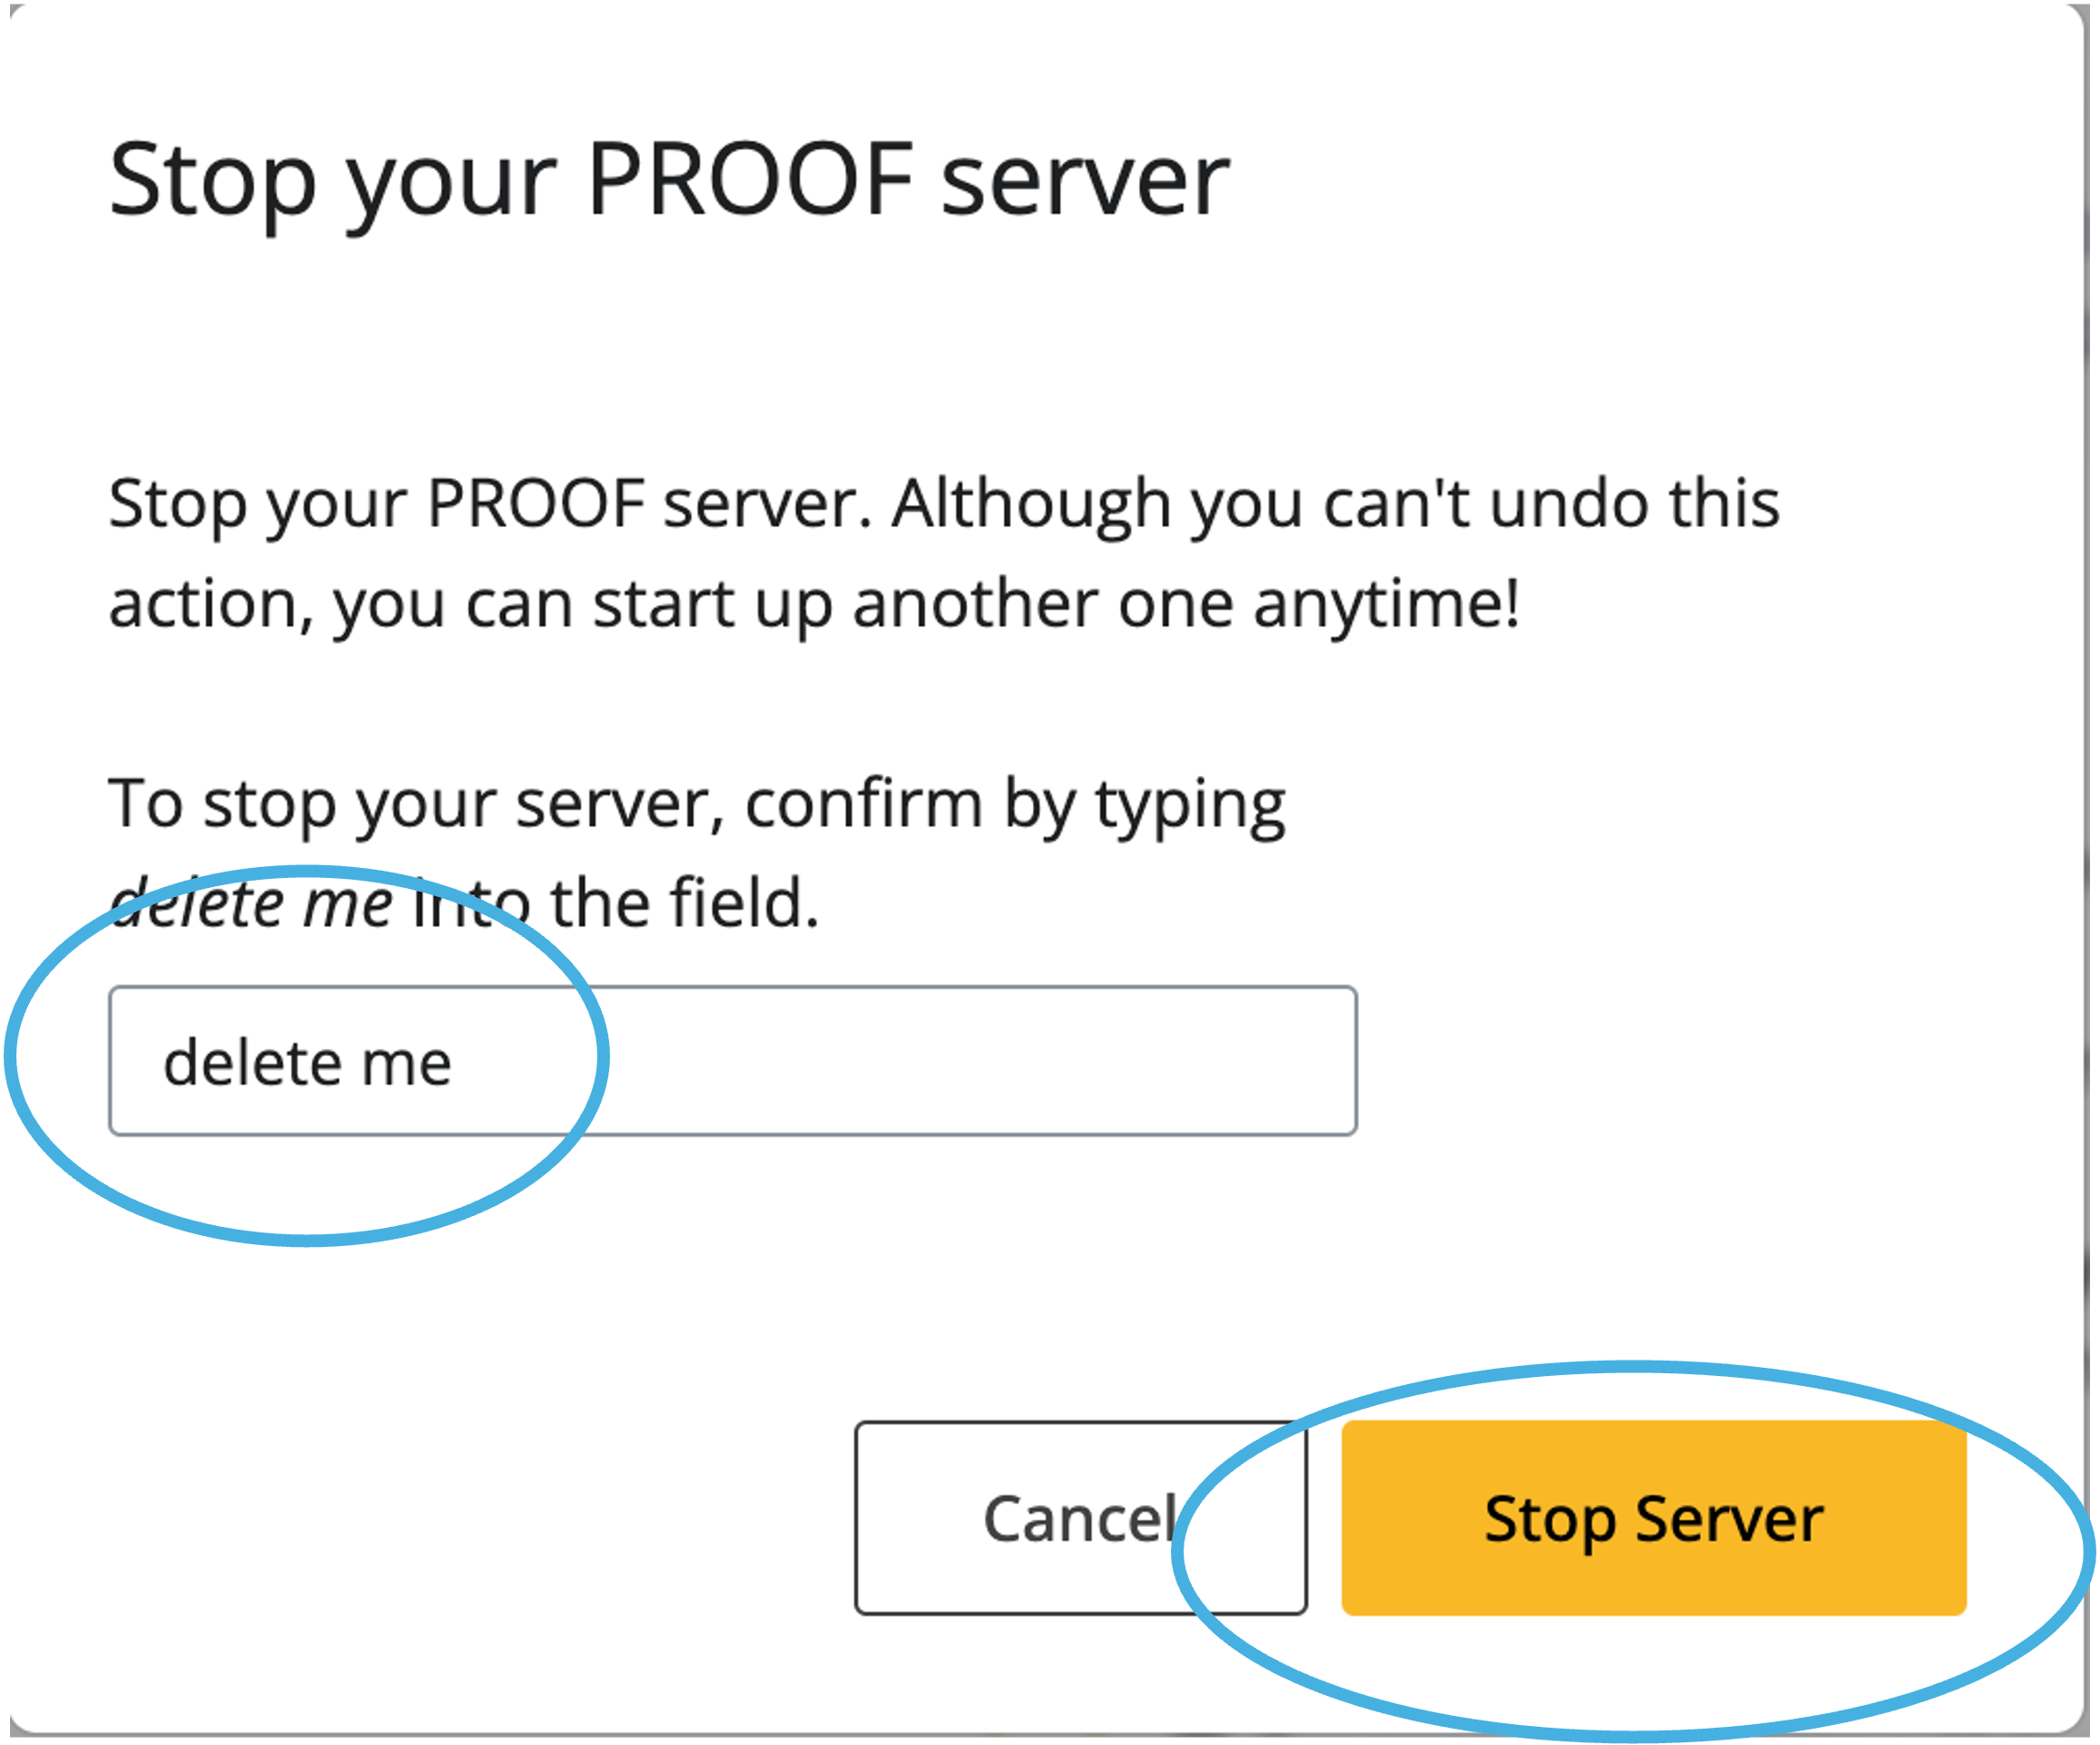 Stop your PROOF server
Stop your PROOF server. Although you can't undo this
action, you can start up another one anytime!
To stop your server, confirm by typing
delete me into the field.
delete me
Cancel
Stop Server